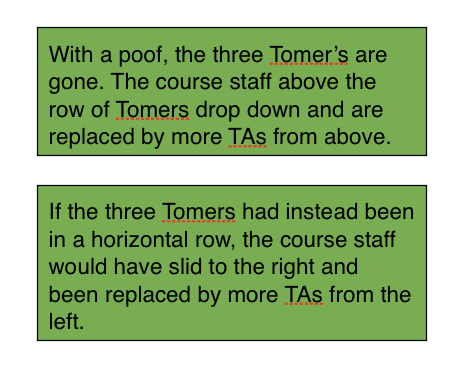 With a poof, the three Tomer’s are
gone. The course staff above the
row of Tomers drop down and are
replaced by more TAs from above.
If the three Tomers had instead been
in a horizontal row, the course staff
would have slid to the right and
been replaced by more TAs from the
left.